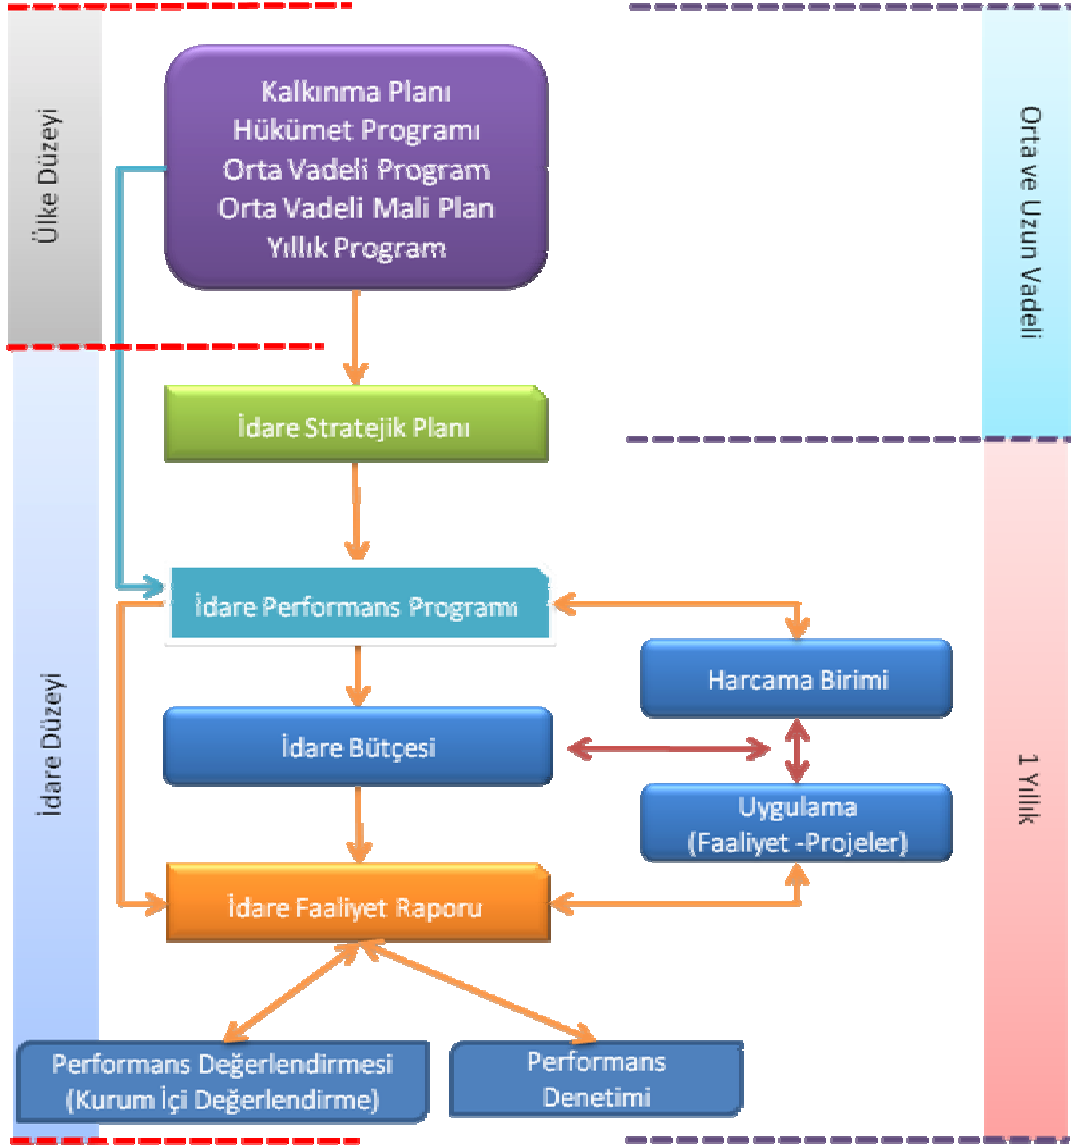 Ülke Düzeyi
Kalkınma Planı
Hükümet Programı
Orta Vadeli Program
Orta Vadeli Mali Plan
Yıllık Program
Orta ve Uzun Vadeli
İdare Stratejik Planı
İdare Düzeyi
İdare Performans Programı
Harcama Birimi
İdare Bütçesi
1 Yıllık
Uygulama
(Faaliyet -Projeler)
İdare Faaliyet Raporu
Performans Değerlendirmesi
(Kurum İçi Değerlendirme)
Performans
Denetimi